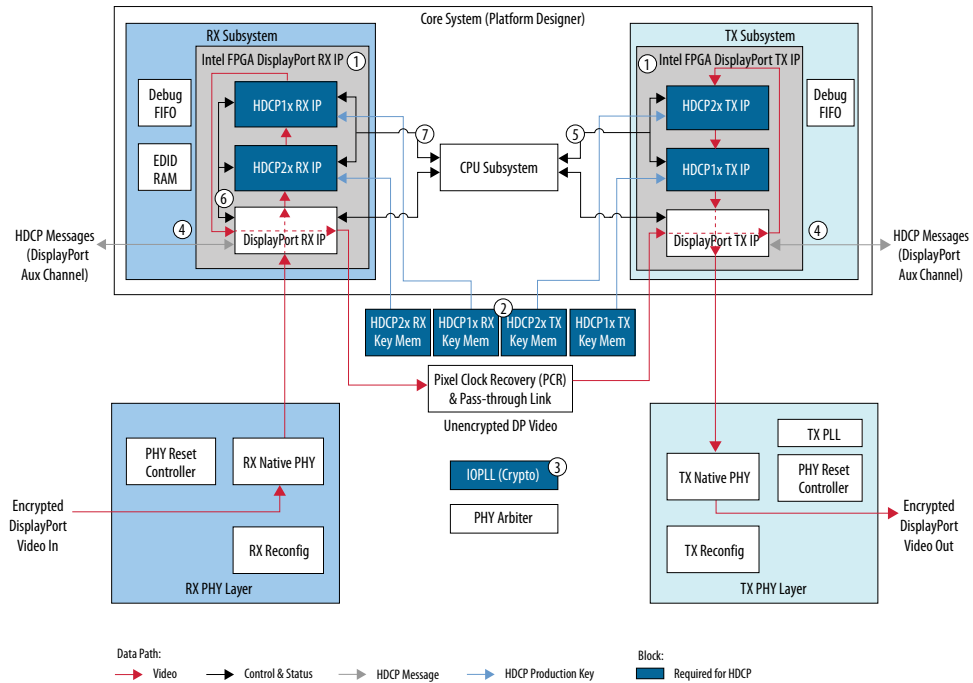 Core System (Platform Designer)
RX Subsystem
Intel FPGA DisplayPort RX IP
1
Debug
FIFO
EDID
RAM
HDCP1x RX IP
HDCP2x RX IP
6
DisplayPort RX IP
4
HDCP Messages
(DisplayPort
Aux Channel)
7
CPU Subsystem
5
TX Subsystem
1
Intel FPGA DisplayPort TX IP
HDCP2x TX IP
HDCP1x TX IP
DisplayPort TX IP
Debug
FIFO
4
HDCP Messages
(DisplayPort
Aux Channel)
2
HDCP2x RX
Key Mem
HDCP1x RX
Key Mem
HDCP2x TX
Key Mem
HDCP1x TX
Key Mem
Pixel Clock Recovery (PCR)
& Pass-through Link
Unencrypted DP Video
IOPLL (Crypto)
3
PHY Arbiter
PHY Reset
Controller
RX Native PHY
RX Reconfig
RX PHY Layer
Encrypted
DisplayPort
Video In
TX PLL
TX Native PHY
PHY Reset
Controller
TX Reconfig
TX PHY Layer
Encrypted
DisplayPort
Video Out
Data Path:
Video
Control & Status
HDCP Message
HDCP Production Key
Block:
Required for HDCP